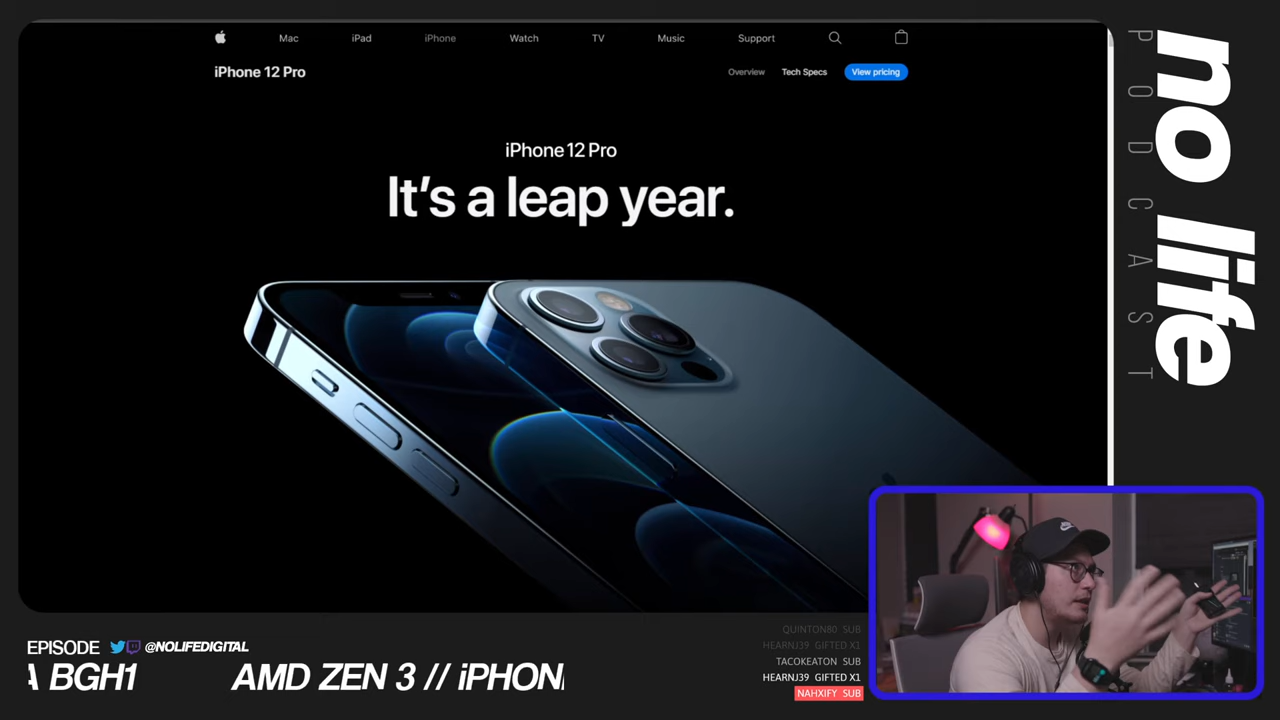 Mac iPad iPhone Watch TV Music Support
iPhone 12 Pro
Overview Tech Specs View pricing
iPhone 12 Pro
It's a leap year.
no life
PODCAST
EPISODE @NOLIFEDIGITAL
BGH1 AMD ZEN 3 // iPHON
QUINTON80 SUB
HEARNJ39 GIFTED X1
TACOKEATON SUB
HEARNJ39 GIFTED X1
NAHXIFY SUB